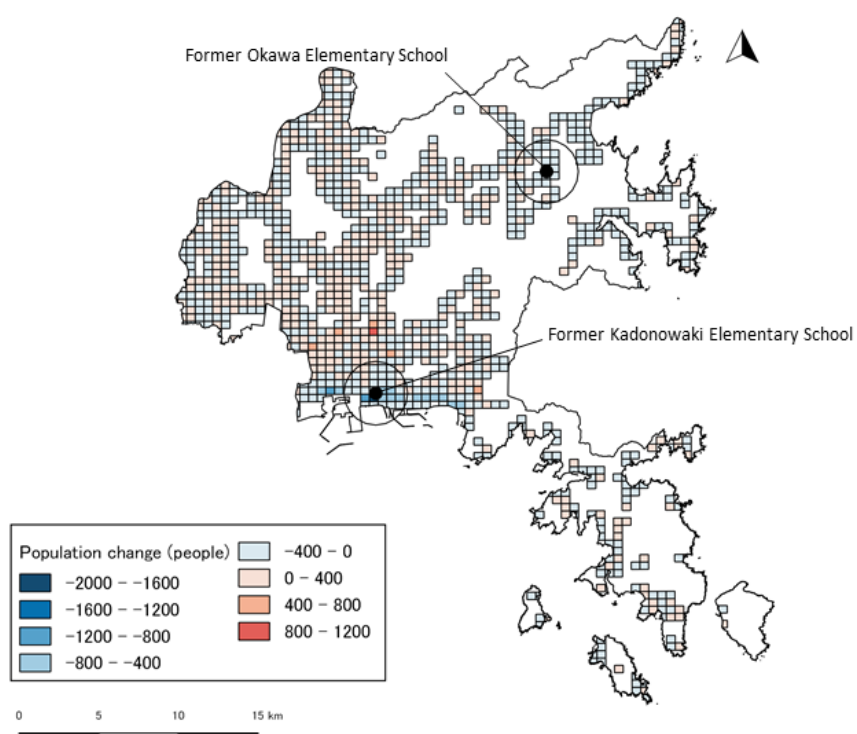 Former Okawa Elementary School
Former Kadonowaki Elementary School
Population change (people)
-2000 - -1600
-1600 - -1200
-1200 - -800
-800 - -400
-400 - 0
0 - 400
400 - 800
800 - 1200
0 5 10 15 km